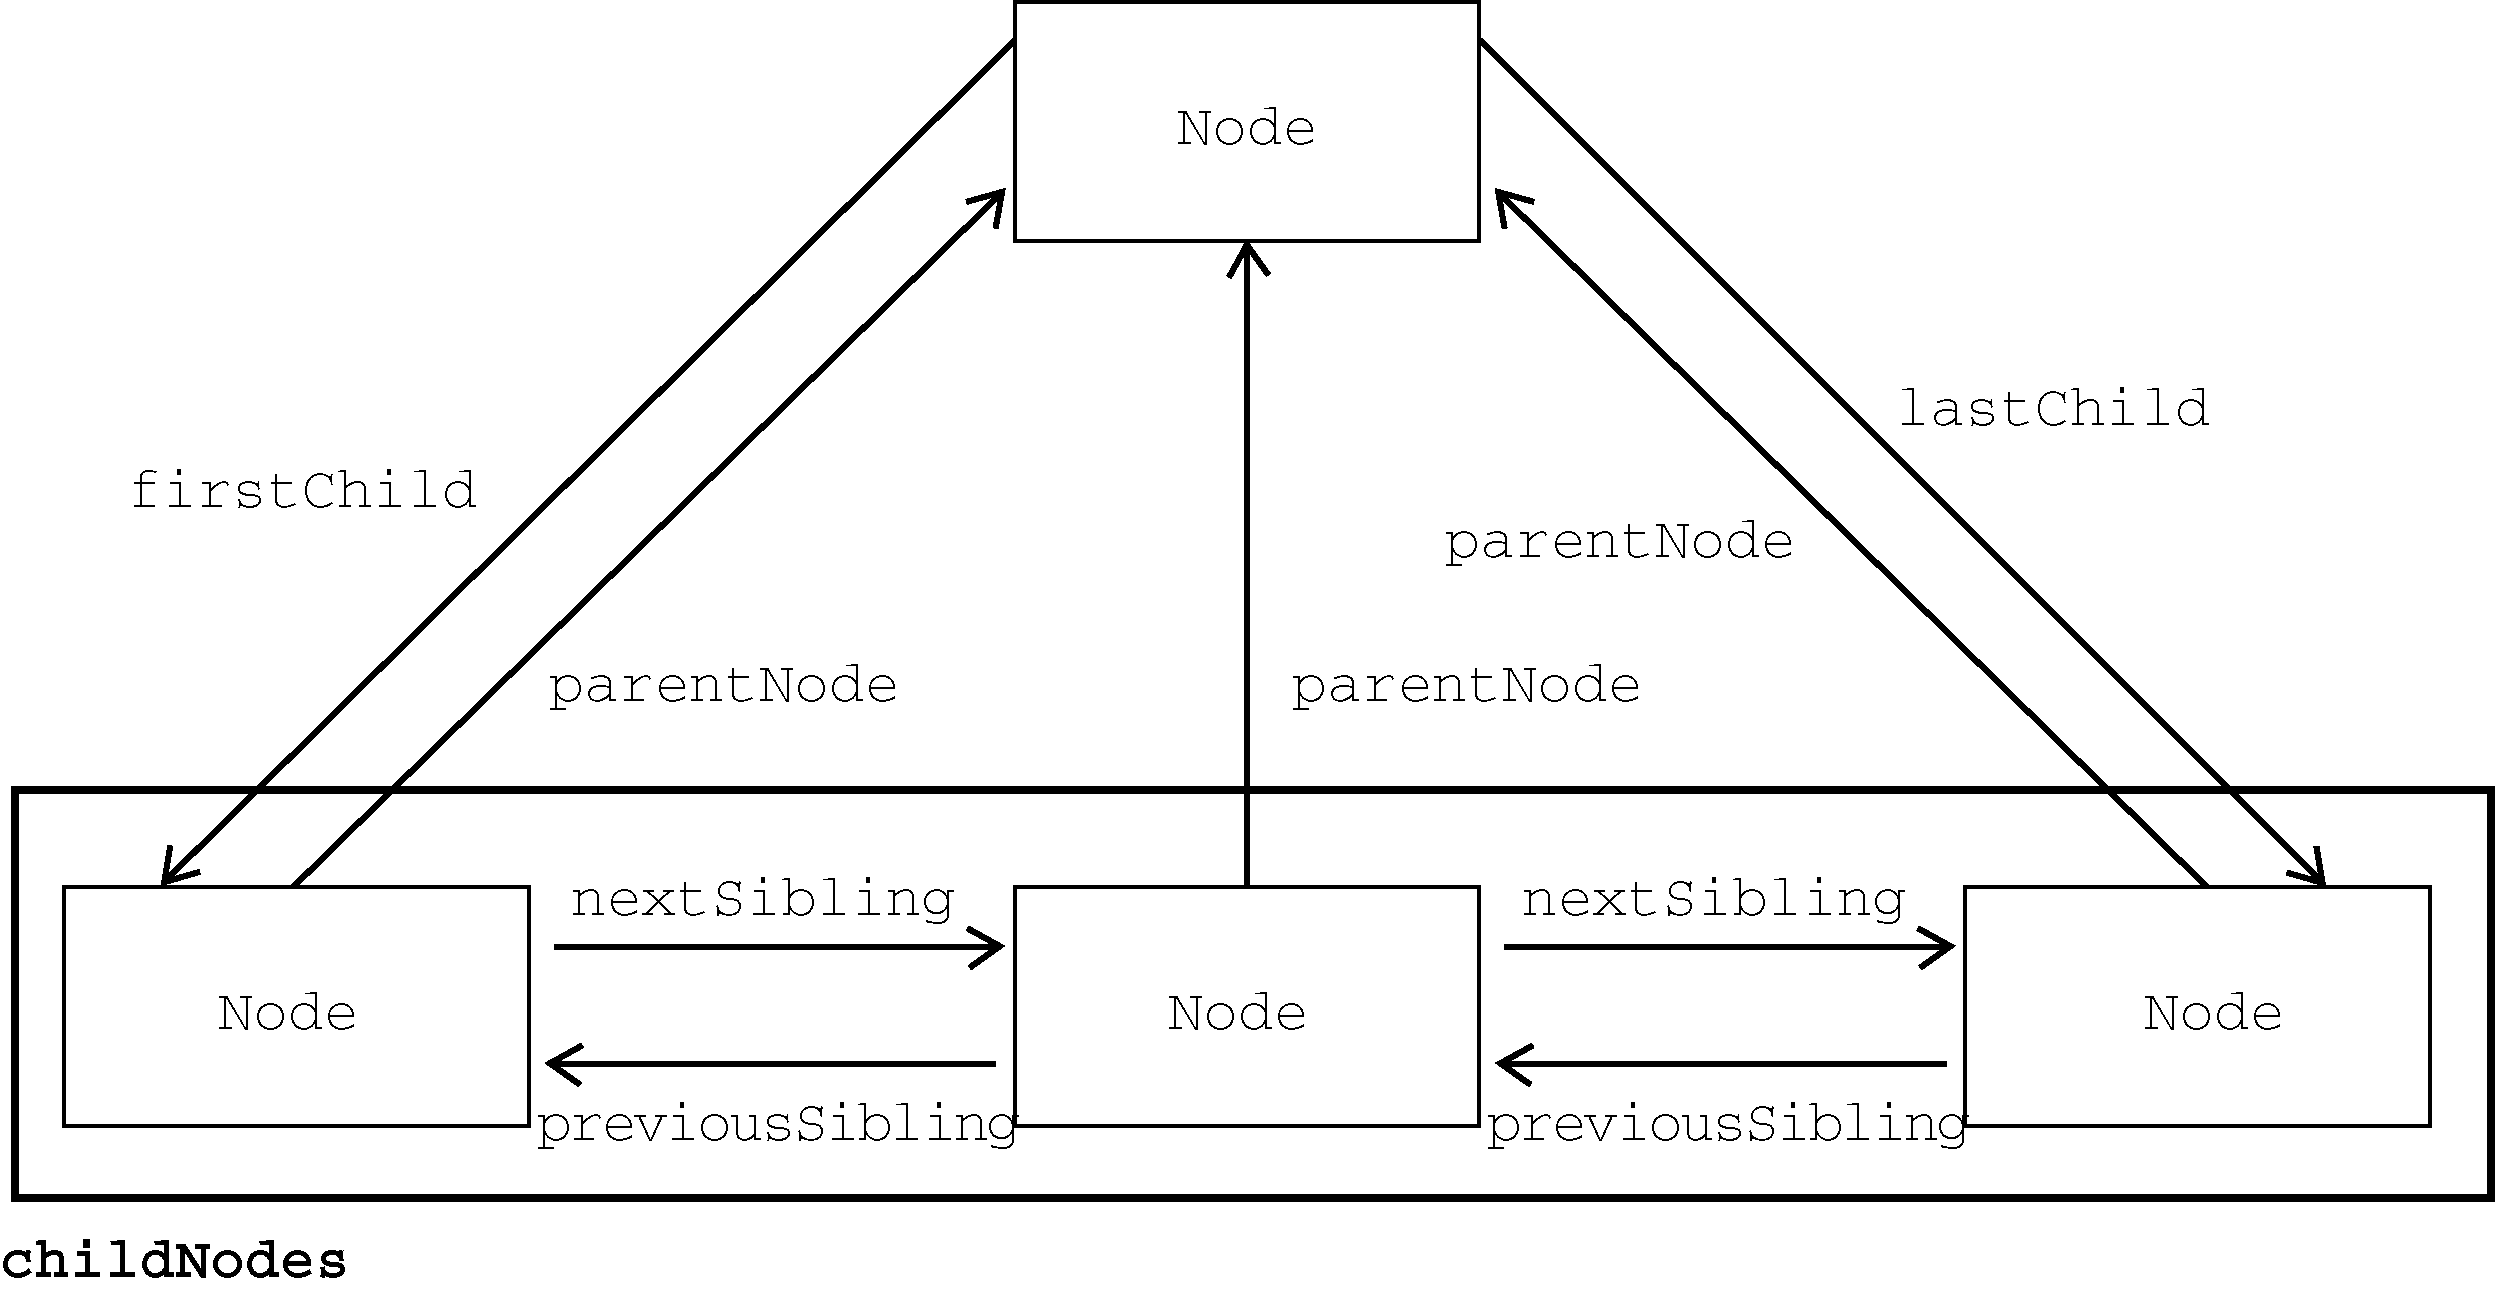 Node
lastChild
firstChild
parentNode
parentNode
parentNode
nextSibling
nextSibling
Node
Node
Node
previousSibling
previousSibling
childNodes